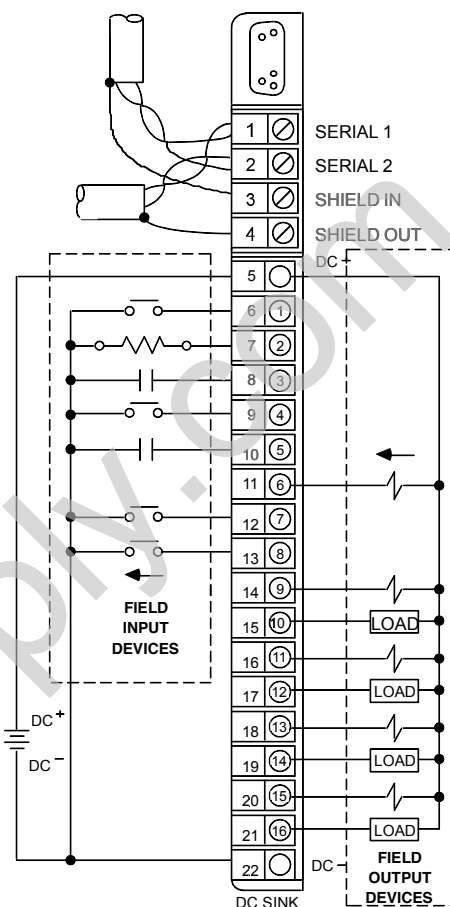 1 SERIAL 1
2 SERIAL 2
3 SHIELD IN
4 SHIELD OUT
5 DC -
6 1
7 2
8 3
9 4
10 5
11 6
12 7
13 8
14 9
FIELD
INPUT
DEVICES
15 10 LOAD
16 11
17 12 LOAD
18 13
19 14 LOAD
20 15
21 16 LOAD
DC +
DC -
22 DC -
FIELD
OUTPUT
DEVICES
DC SINK
ply.com